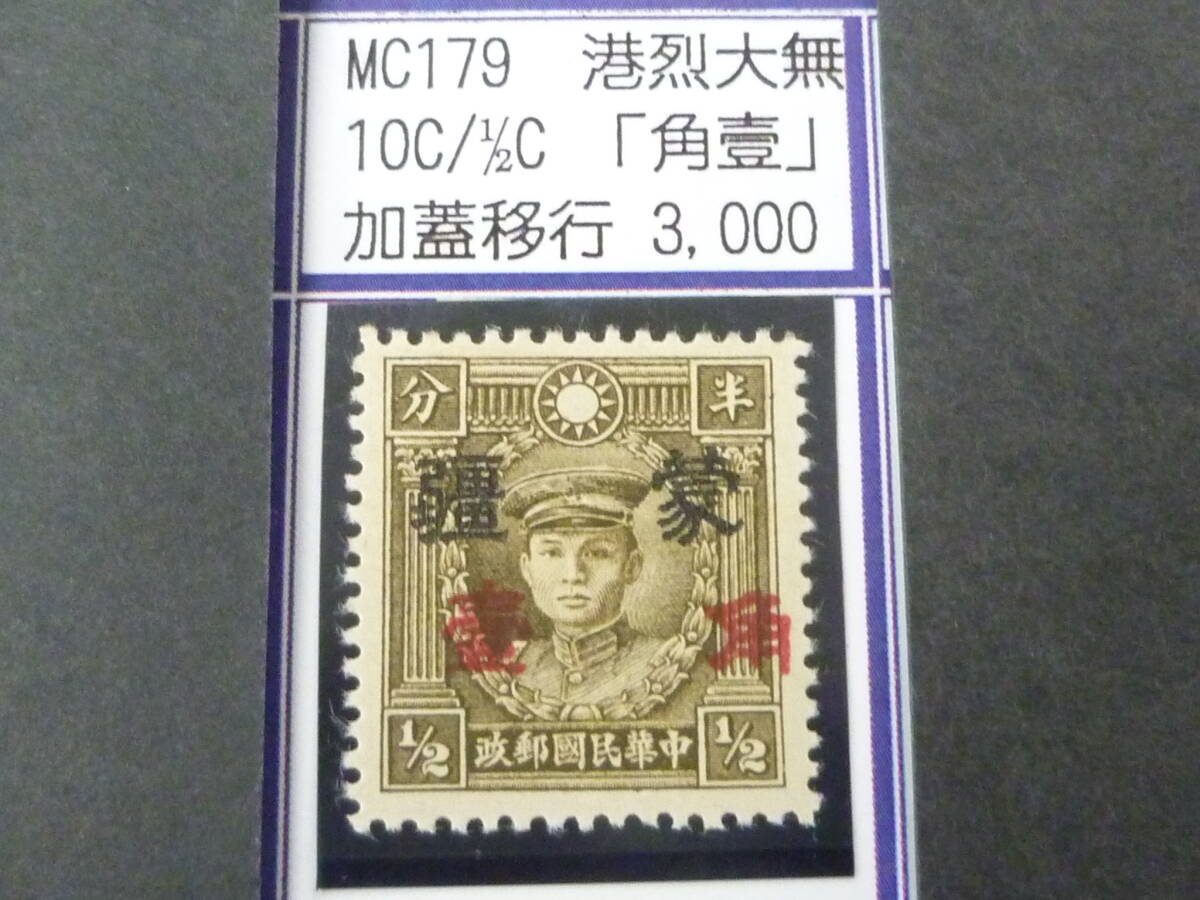 MC179 港烈大無
10C/½C 「角壹」
加蓋移行 3,000
半分
蒙疆
角壹
1/2 中華民國郵政 1/2